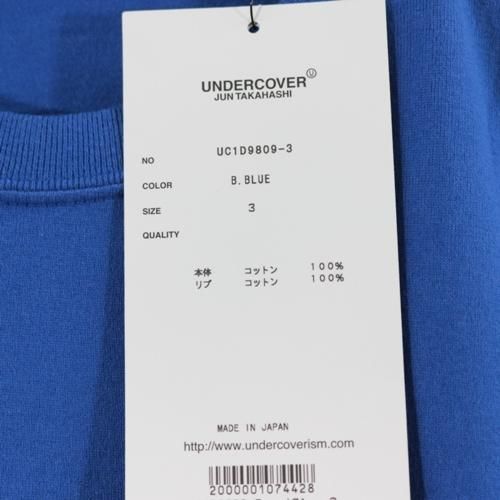 UNDERCOVER Ⓤ
JUN TAKAHASHI
NO UC1D9809-3
COLOR B. BLUE
SIZE 3
QUALITY
本体 コットン 100%
リブ コットン 100%
MADE IN JAPAN
http://www.undercoverism.com
2000001074428